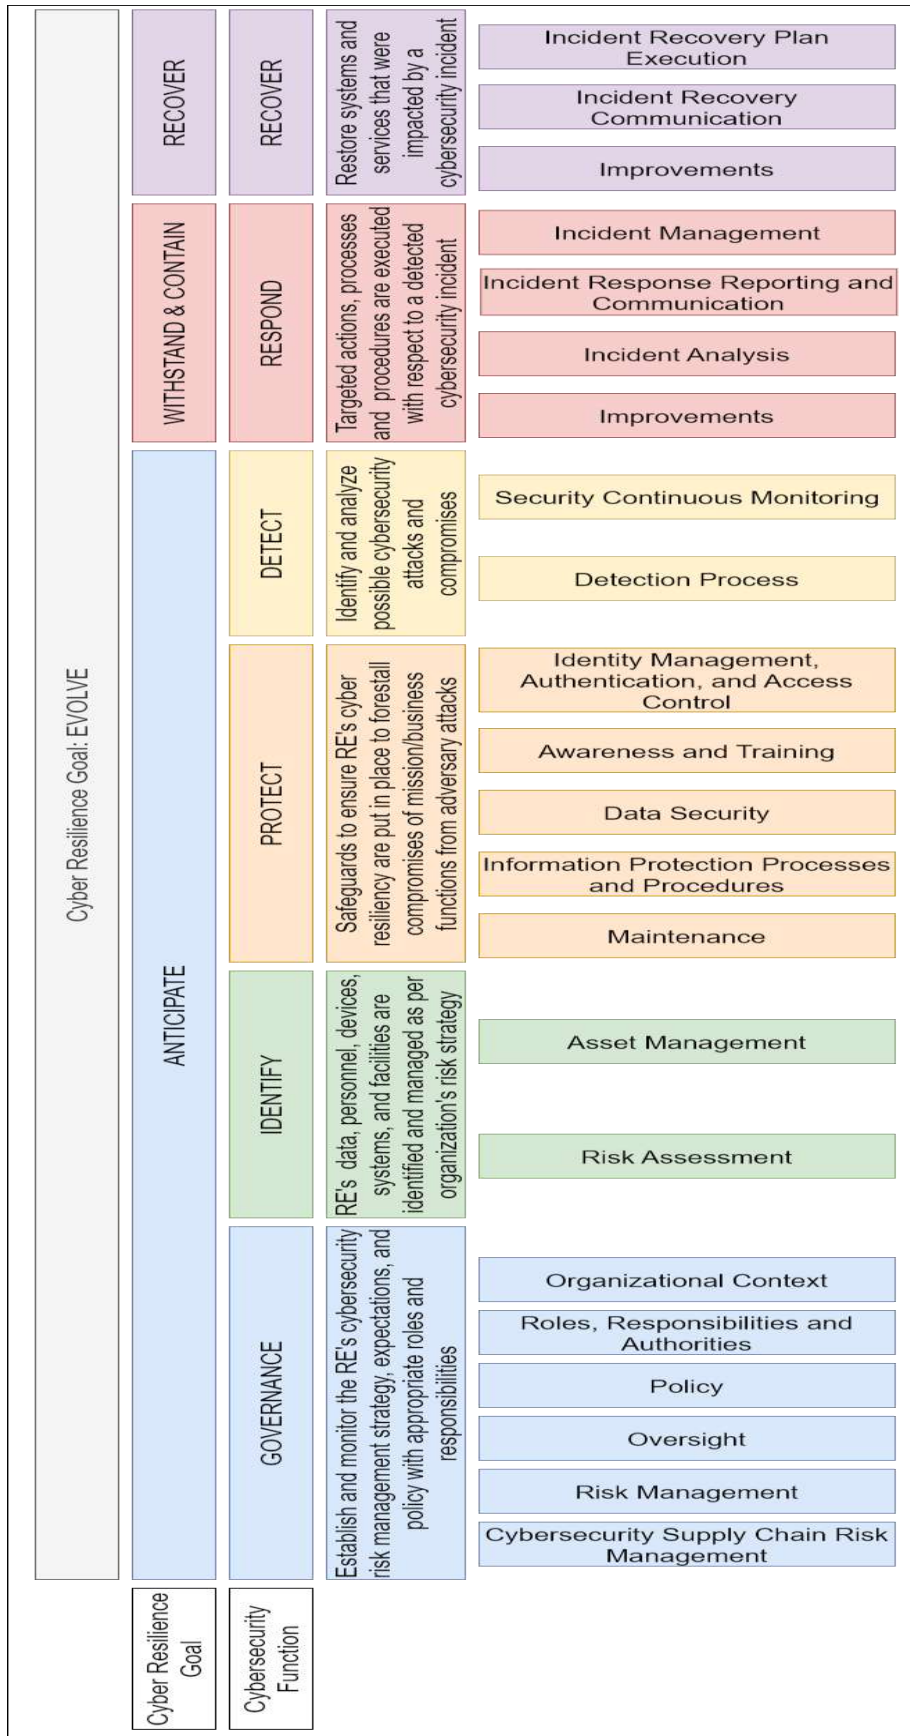 Cyber Resilience Goal: EVOLVE
Cyber Resilience
Goal
ANTICIPATE
WITHSTAND & CONTAIN
RECOVER
Cybersecurity
Function
GOVERNANCE
IDENTIFY
PROTECT
DETECT
RESPOND
RECOVER
Establish and monitor the RE's cybersecurity
risk management strategy, expectations, and
policy with appropriate roles and
responsibilities
RE's data, personnel, devices,
systems, and facilities are
identified and managed as per
organization's risk strategy
Safeguards to ensure RE's cyber
resiliency are put in place to forestall
compromises of mission/business
functions from adversary attacks
Identify and analyze
possible cybersecurity
attacks and
compromises
Targeted actions, processes
and procedures are executed
with respect to a detected
cybersecurity incident
Restore systems and
services that were
impacted by a
cybersecurity incident
Incident Recovery Plan
Execution
Incident Recovery
Communication
Improvements
Incident Management
Incident Response Reporting and
Communication
Incident Analysis
Improvements
Security Continuous Monitoring
Detection Process
Identity Management,
Authentication, and Access
Control
Awareness and Training
Data Security
Information Protection Processes
and Procedures
Maintenance
Asset Management
Risk Assessment
Organizational Context
Roles, Responsibilities and
Authorities
Policy
Oversight
Risk Management
Cybersecurity Supply Chain Risk
Management